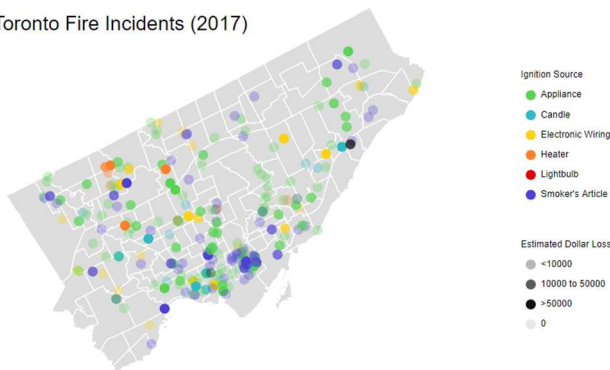 Toronto Fire Incidents (2017)
Ignition Source
Appliance
Candle
Electronic Wiring
Heater
Lightbulb
Smoker's Article
Estimated Dollar Loss
<10000
10000 to 50000
>50000
0